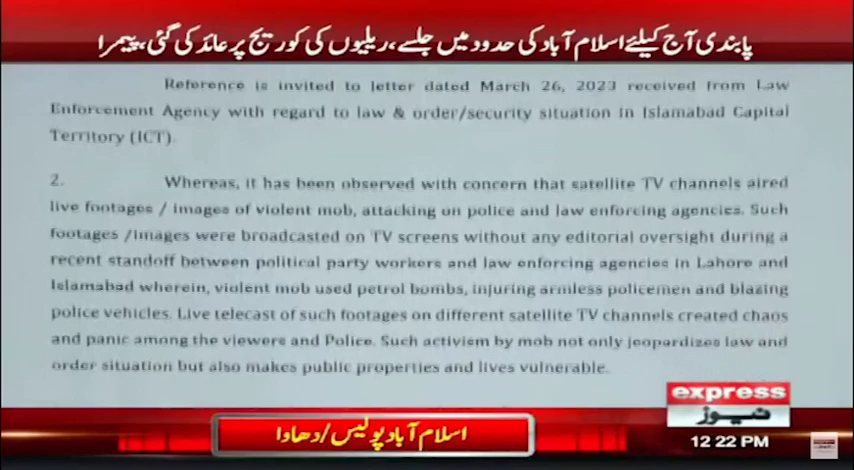 پابندی آج کیلئے اسلام آباد کی حدود میں جلسے، ریلیوں کی کوریج پر عائد کی گئی، پیمرا
Reference is invited to letter dated March 26, 2023 received from Law
Enforcement Agency with regard to law & order/security situation in Islamabad Capital
Territory (ICT).
2. Whereas, it has been observed with concern that satellite TV channels aired
live footages / images of violent mob, attacking on police and law enforcing agencies. Such
footages /images were broadcasted on TV screens without any editorial oversight during a
recent standoff between political party workers and law enforcing agencies in Lahore and
Islamabad wherein, violent mob used petrol bombs, injuring armless policemen and blazing
police vehicles. Live telecast of such footages on different satellite TV channels created chaos
and panic among the viewers and Police. Such activism by mob not only jeopardizes law and
order situation but also makes public properties and lives vulnerable.
express
نیوز
اسلام آباد پولیس/دھاوا
12 22 PM